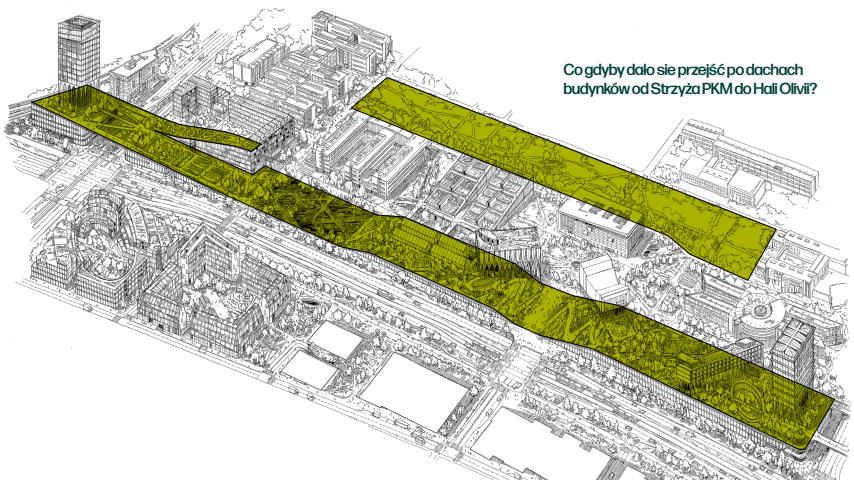 Co gdyby dało sie przejść po dachach
budynków od Strzyża PKM do Hali Olivii?